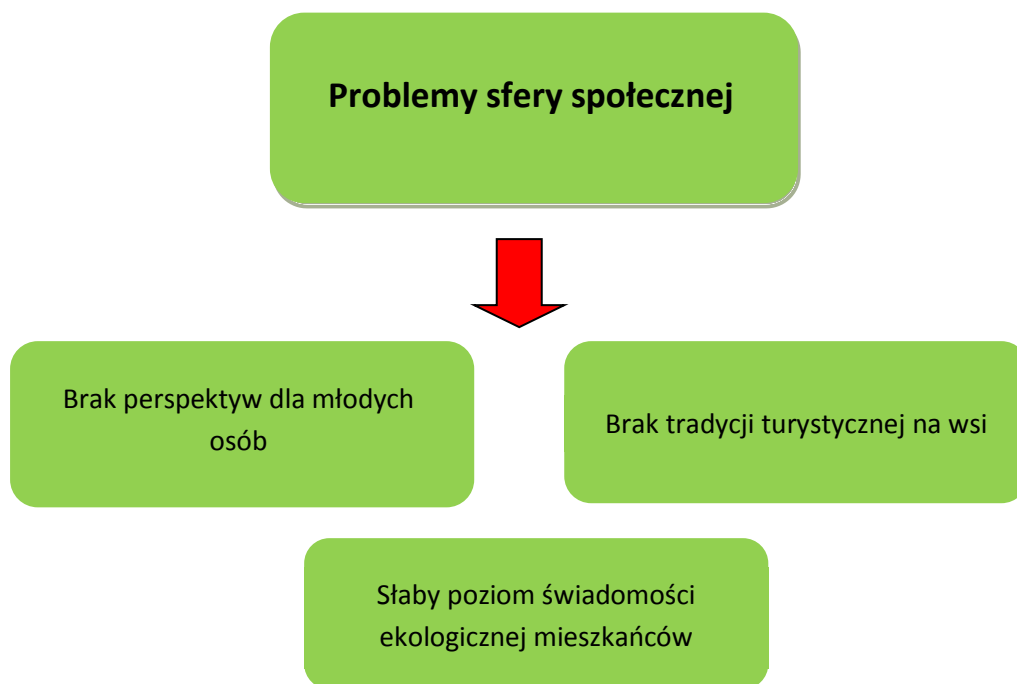 Problemy sfery społecznej
Brak perspektyw dla młodych
osób
Brak tradycji turystycznej na wsi
Słaby poziom świadomości
ekologicznej mieszkańców